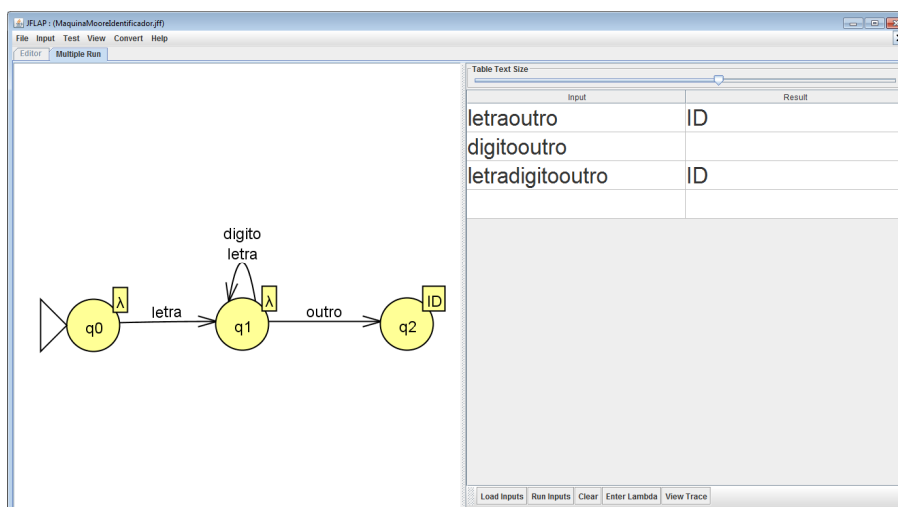 JFLAP : (MaquinaMooreIdentificador.jff)
File Input Test View Convert Help
Editor Multiple Run
Table Text Size
Input Result
letraoutro ID
digitooutro
letradigitooutro ID
digito
letra
λ λ ID
letra outro
q0 q1 q2
Load Inputs Run Inputs Clear Enter Lambda View Trace